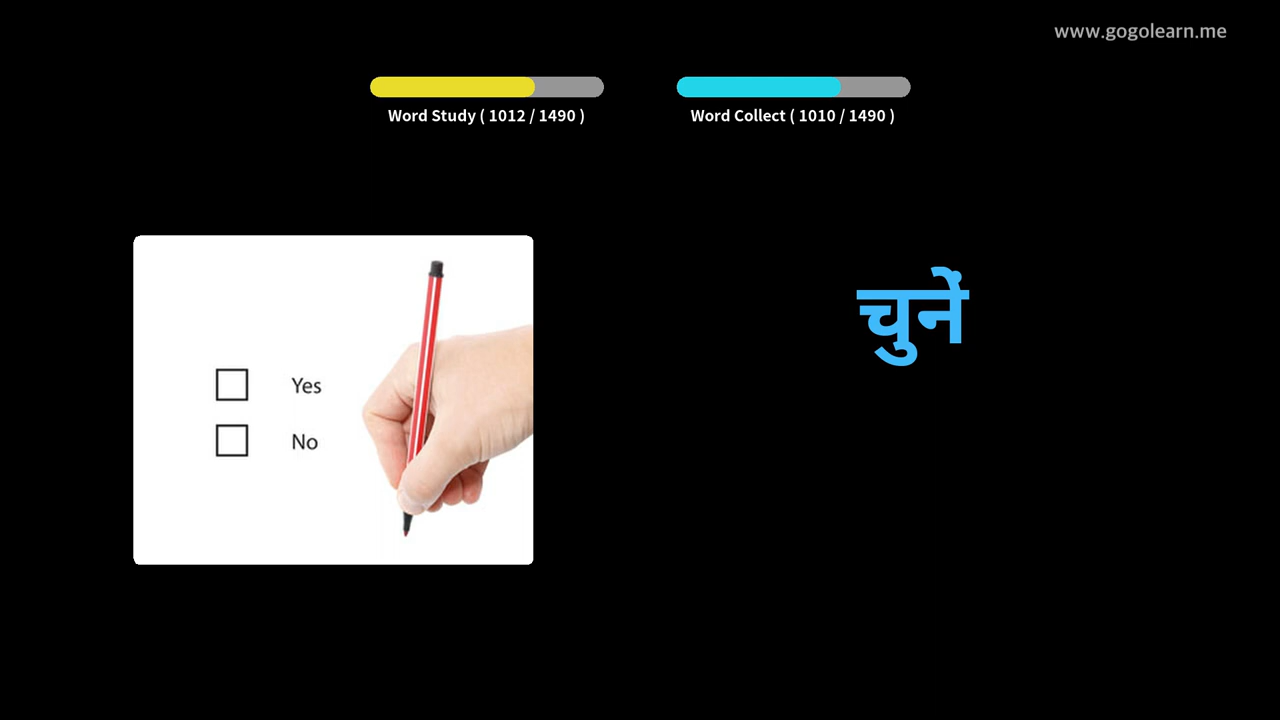 www.gogolearn.me
Word Study ( 1012 / 1490 )
Word Collect ( 1010 / 1490 )
Yes
No
चुनें